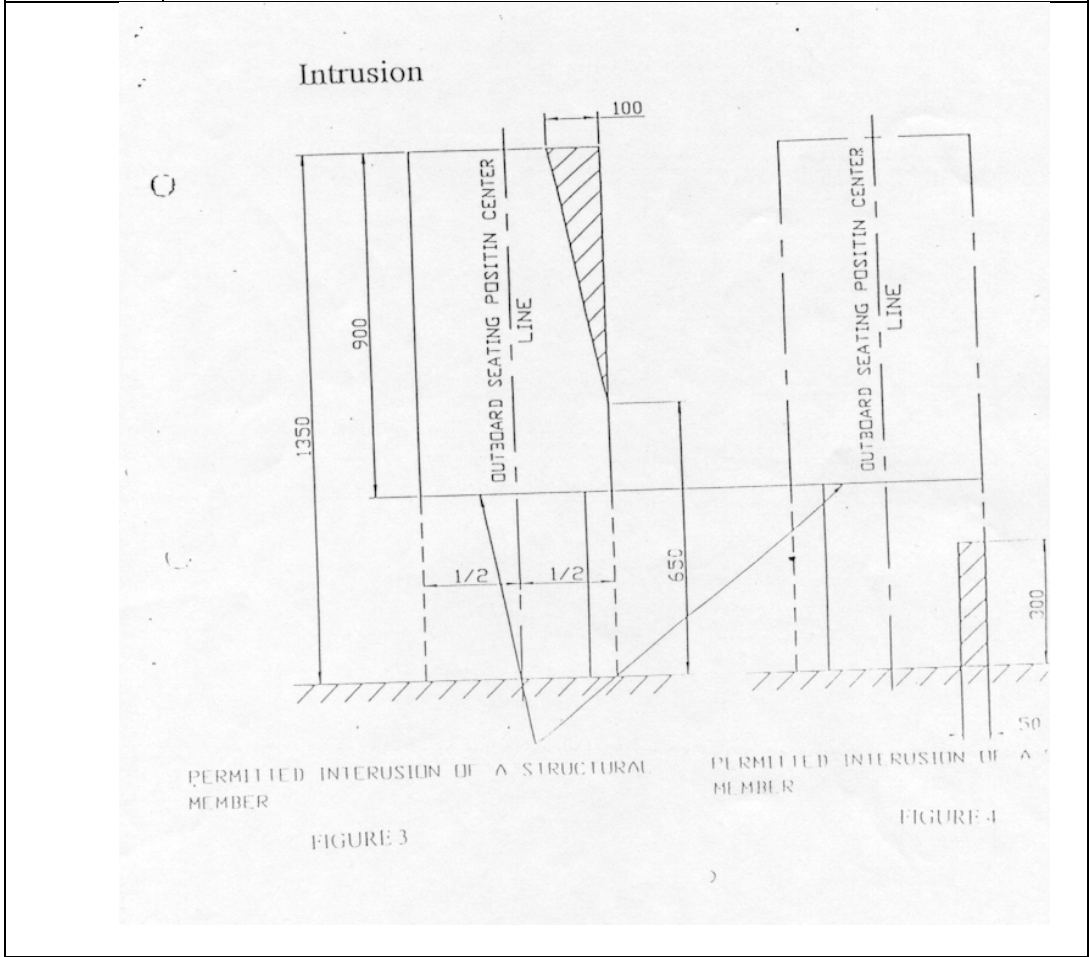 Intrusion
100
OUTBOARD SEATING POSITIN CENTER
LINE
900
1350
650
1/2
1/2
PERMITTED INTERUSION OF A STRUCTURAL
MEMBER
FIGURE 3
OUTBOARD SEATING POSITIN CENTER
LINE
300
50
PERMITTED INTERUSION OF A
MEMBER
FIGURE 4